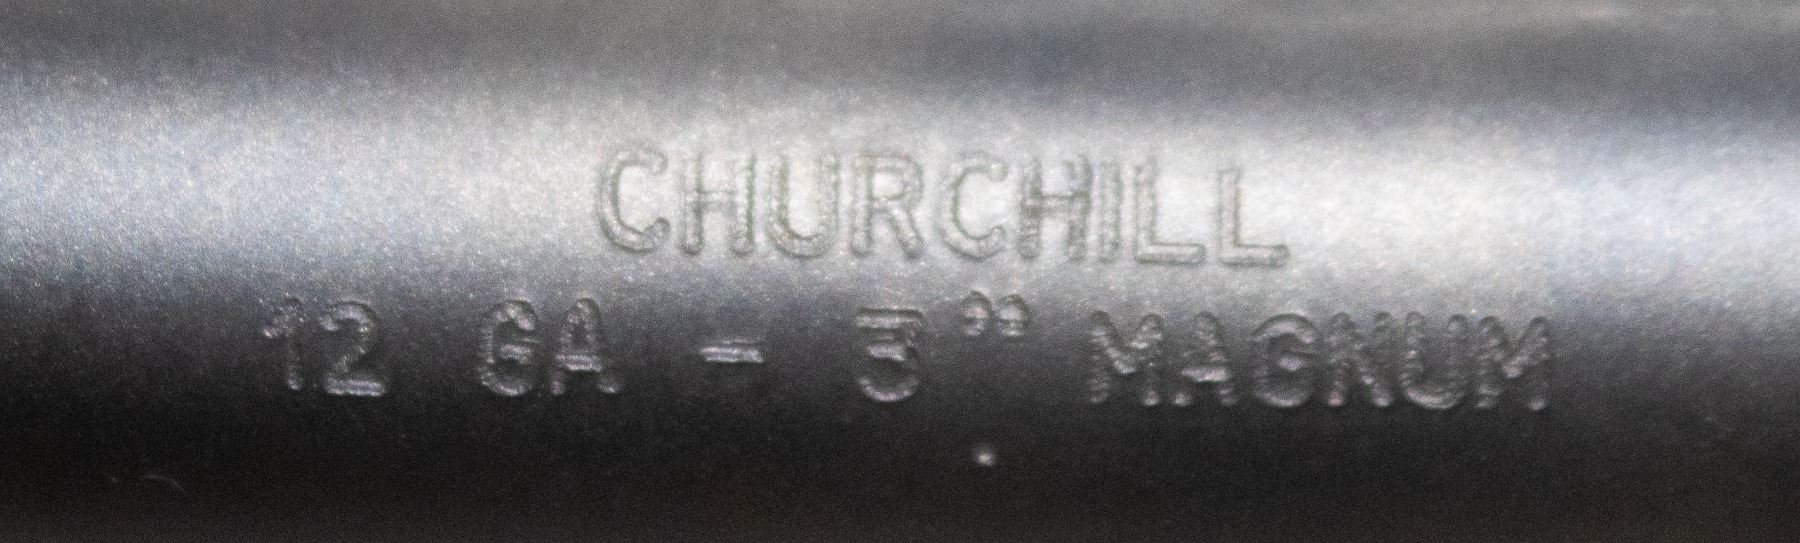 CHURCHILL
12 GA - 3" MAGNUM